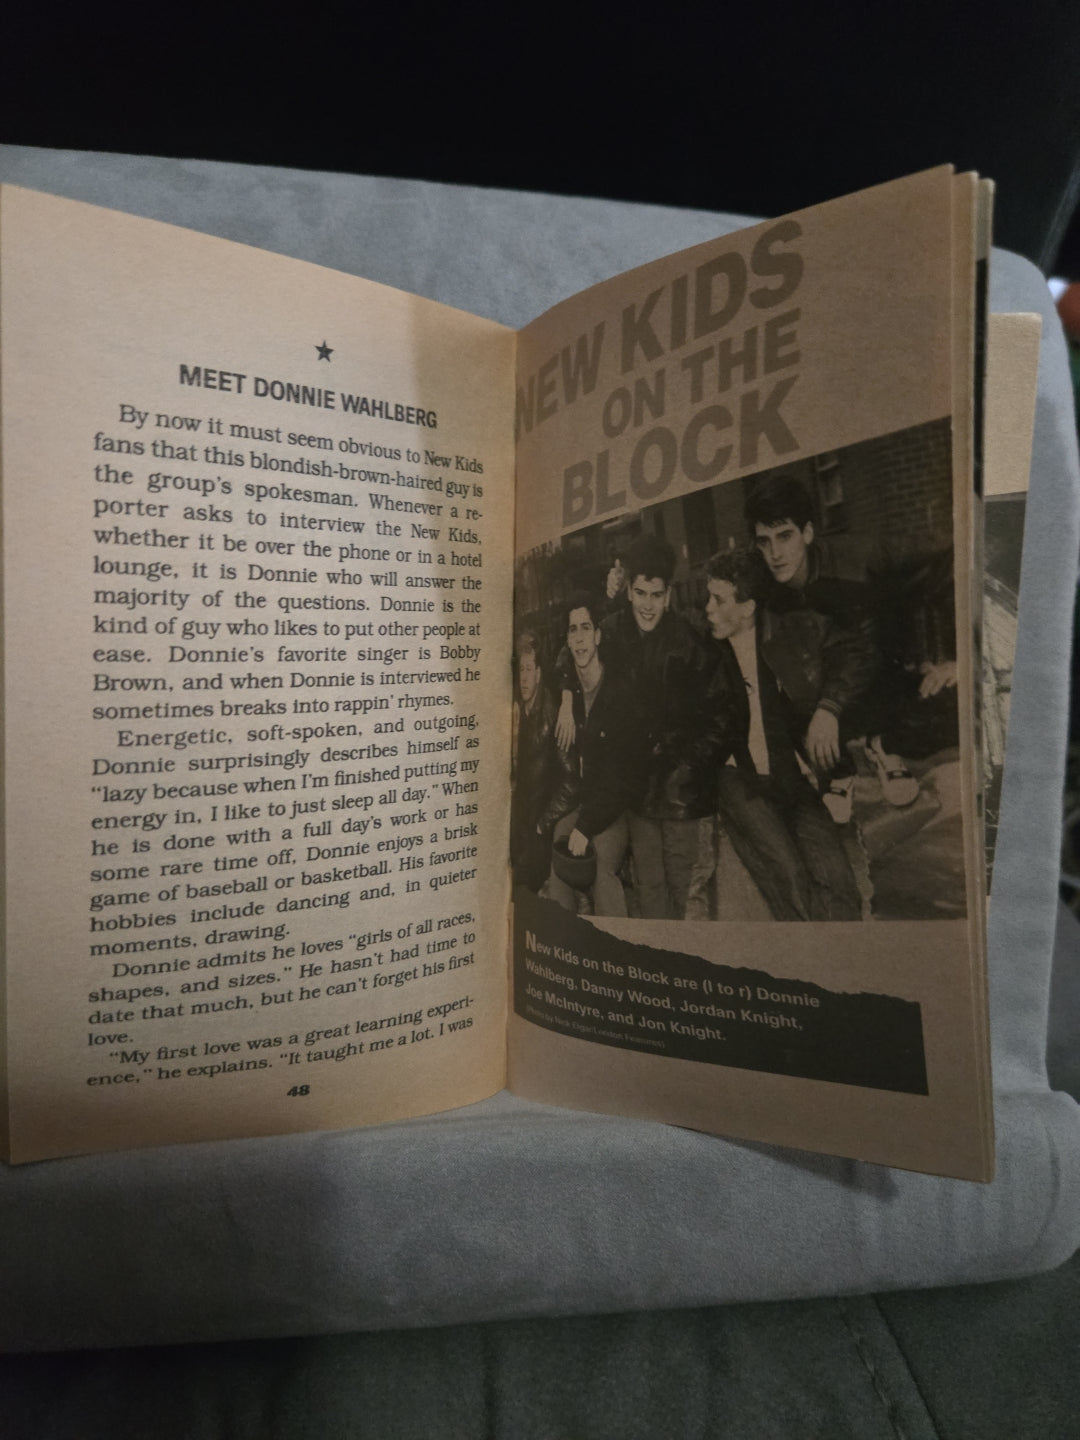 ★
MEET DONNIE WAHLBERG
By now it must seem obvious to New Kids
fans that this blondish-brown-haired guy is
the group's spokesman. Whenever a re-
porter asks to interview the New Kids,
whether it be over the phone or in a hotel
lounge, it is Donnie who will answer the
majority of the questions. Donnie is the
kind of guy who likes to put other people at
ease. Donnie's favorite singer is Bobby
Brown, and when Donnie is interviewed he
sometimes breaks into rappin' rhymes.
Energetic, soft-spoken, and outgoing,
Donnie surprisingly describes himself as
"lazy because when I'm finished putting my
energy in, I like to just sleep all day." When
he is done with a full day's work or has
some rare time off, Donnie enjoys a brisk
game of baseball or basketball. His favorite
hobbies include dancing and, in quieter
moments, drawing.
Donnie admits he loves "girls of all races,
shapes, and sizes." He hasn't had time to
date that much, but he can't forget his first
love.
"My first love was a great learning experi-
ence," he explains. "It taught me a lot. I was
48
NEW KIDS
ON THE
BLOCK
New Kids on the Block are (l to r) Donnie
Wahlberg, Danny Wood, Jordan Knight,
Joe McIntyre, and Jon Knight.
(Photo by Nick Elgar/London Features)